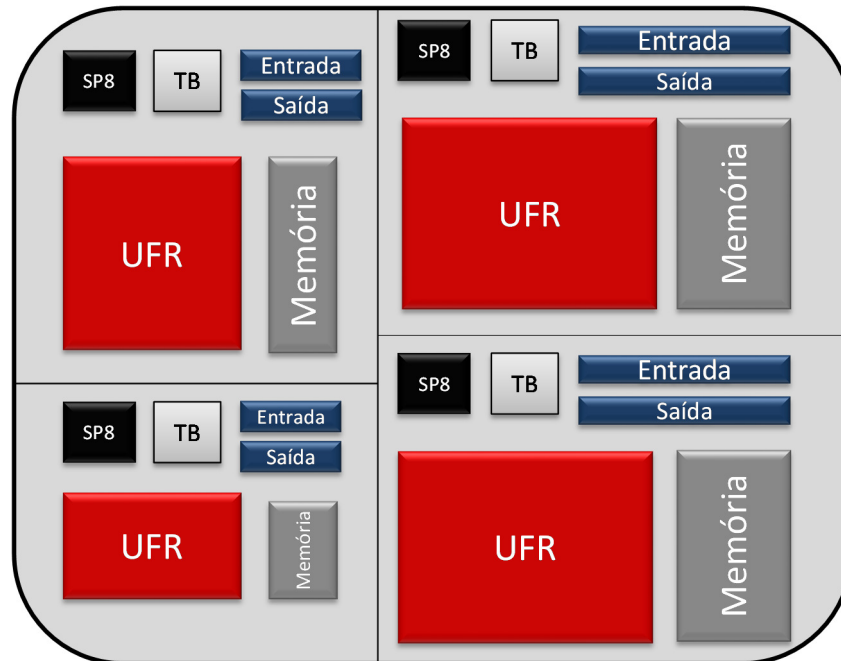 SP8
TB
Entrada
Saída
UFR
Memória
SP8
TB
Entrada
Saída
UFR
Memória
SP8
TB
Entrada
Saída
UFR
Memória
SP8
TB
Entrada
Saída
UFR
Memória